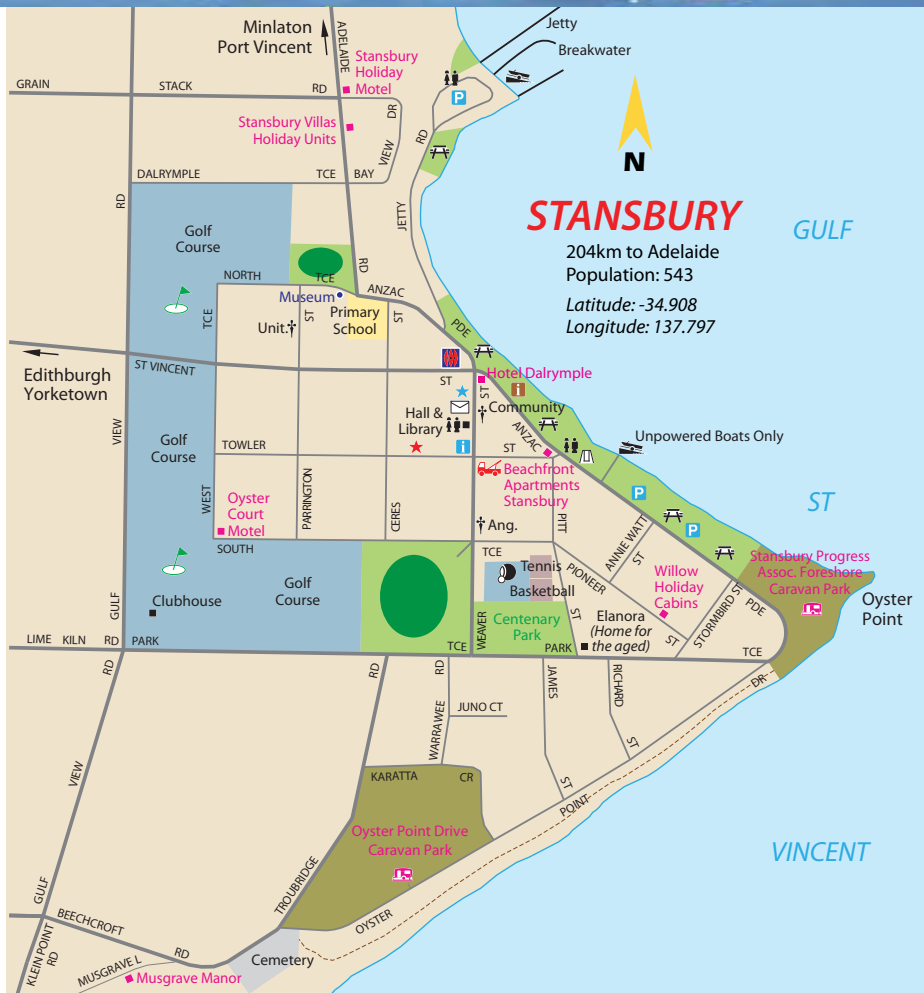 Jetty
Breakwater
Minlaton
Port Vincent
ADELAIDE
Stansbury
Holiday
Motel
GRAIN
STACK
RD
P
DR
Stansbury Villas
Holiday Units
VIEW
RD
N
RD
DALRYMPLE
TCE
BAY
JETTY
STANSBURY
204km to Adelaide
Population: 543
Latitude: -34.908
Longitude: 137.797
GULF
Golf
Course
NORTH
TCE
RD
ANZAC
Museum
Primary
School
TCE
Unit.
ST
ST
PDE
Edithburgh
Yorketown
ST VINCENT
ST
ST
Hotel Dalrymple
i
Community
Hall &
Library
ANZAC
Unpowered Boats Only
VIEW
Golf
Course
TOWLER
i
ST
Beachfront
Apartments
Stansbury
P
ST
WEST
Oyster
Court
Motel
PARRINGTON
CERES
Ang.
PITT
P
SOUTH
TCE
ANNIE WATT
ST
Stansbury Progress
Assoc. Foreshore
Caravan Park
Oyster
Point
Golf
Course
Tennis
Basketball
PIONEER
Willow
Holiday
Cabins
STORMBIRD ST
PDE
GULF
Clubhouse
WEAVER
Centenary
Park
ST
Elanora
(Home for
the aged)
ST
LIME KILN RD
PARK
TCE
PARK
TCE
RD
RD
RD
JAMES
RICHARD
DR
WARRAWEE
JUNO CT
ST
ST
VIEW
KARATTA
CR
POINT
Oyster Point Drive
Caravan Park
VINCENT
TROUBRIDGE
GULF
OYSTER
BEECHCROFT
RD
Cemetery
KLEIN POINT
RD
MUSGRAVE L
Musgrave Manor